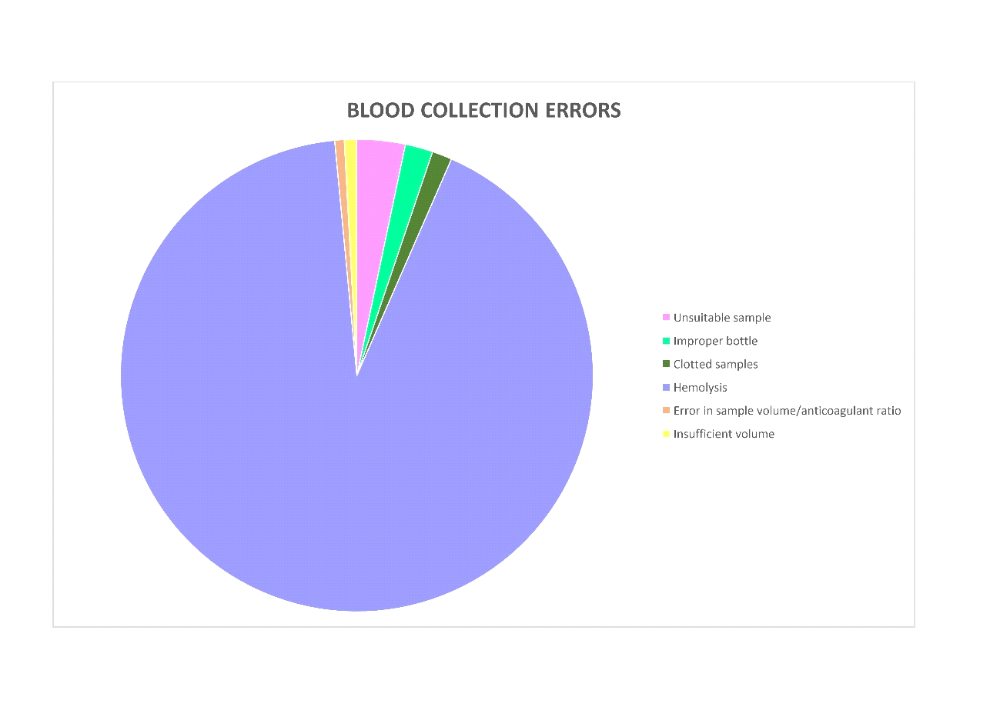 BLOOD COLLECTION ERRORS
Unsuitable sample
Improper bottle
Clotted samples
Hemolysis
Error in sample volume/anticoagulant ratio
Insufficient volume